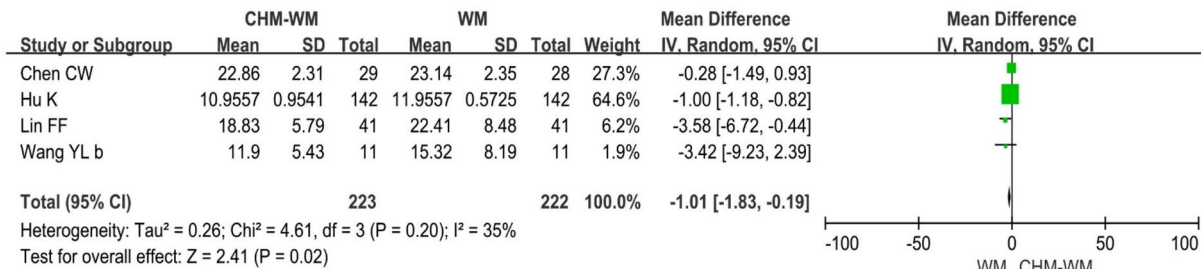 CHM-WM WM Mean Difference Mean Difference
Study or Subgroup Mean SD Total Mean SD Total Weight IV, Random, 95% CI IV, Random, 95% CI
Chen CW 22.86 2.31 29 23.14 2.35 28 27.3% -0.28 [-1.49, 0.93]
Hu K 10.9557 0.9541 142 11.9557 0.5725 142 64.6% -1.00 [-1.18, -0.82]
Lin FF 18.83 5.79 41 22.41 8.48 41 6.2% -3.58 [-6.72, -0.44]
Wang YL b 11.9 5.43 11 15.32 8.19 11 1.9% -3.42 [-9.23, 2.39]
Total (95% CI) 223 222 100.0% -1.01 [-1.83, -0.19]
Heterogeneity: Tau² = 0.26; Chi² = 4.61, df = 3 (P = 0.20); I² = 35%
Test for overall effect: Z = 2.41 (P = 0.02)
-100 -50 0 50 100
WM CHM-WM